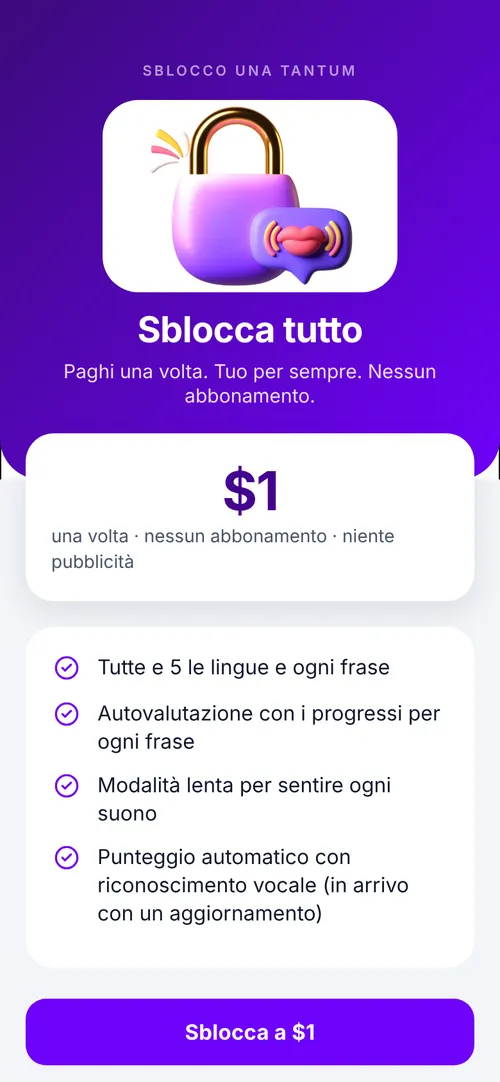 SBLOCCO UNA TANTUM
Sblocca tutto
Paghi una volta. Tuo per sempre. Nessun
abbonamento.
$1
una volta · nessun abbonamento · niente
pubblicità
Tutte e 5 le lingue e ogni frase
Autovalutazione con i progressi per
ogni frase
Modalità lenta per sentire ogni
suono
Punteggio automatico con
riconoscimento vocale (in arrivo
con un aggiornamento)
Sblocca a $1